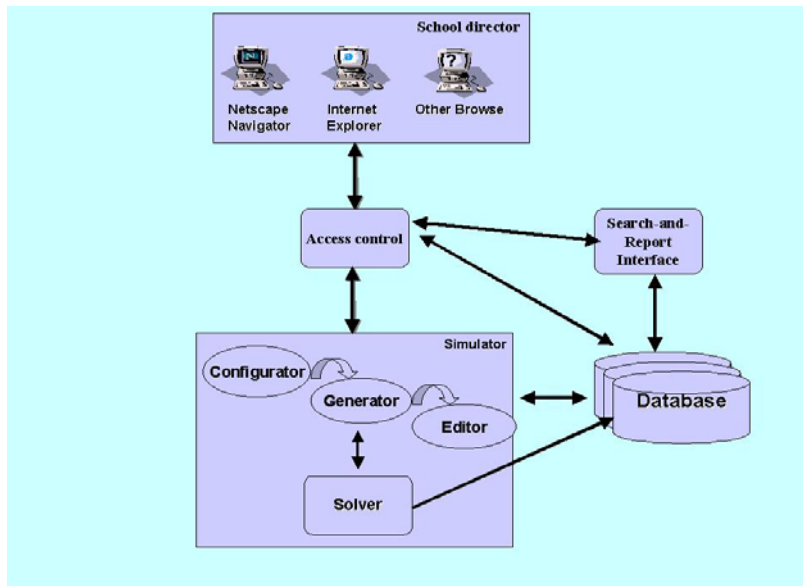 School director
Netscape
Navigator
Internet
Explorer
Other Browse
Access control
Search-and-
Report
Interface
Simulator
Configurator
Generator
Editor
Solver
Database